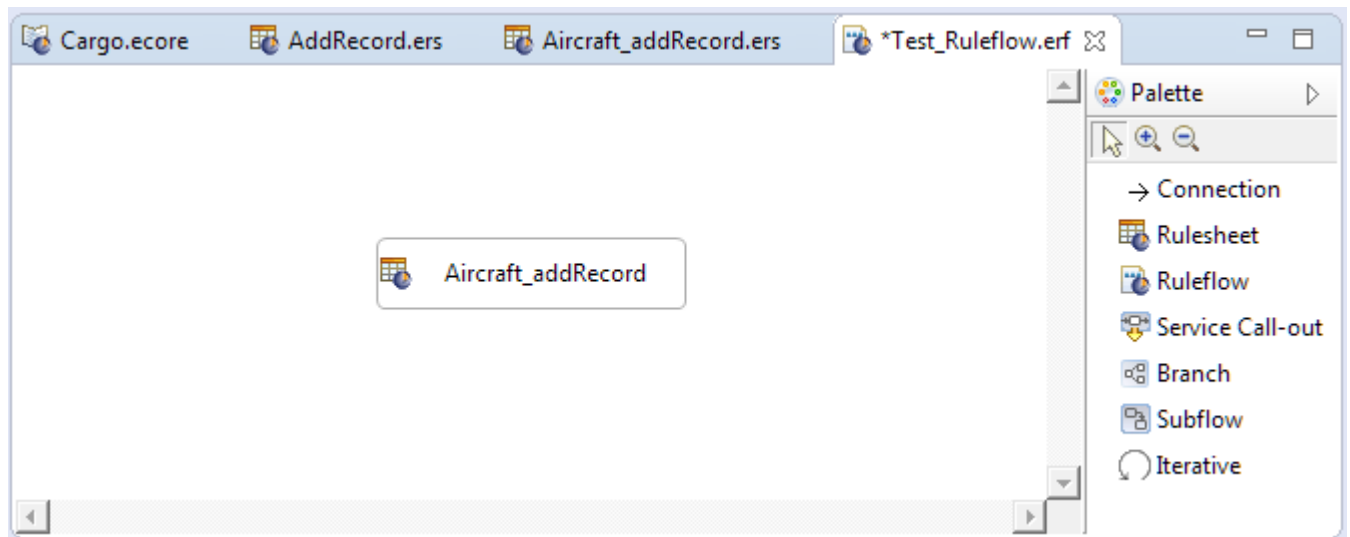 Cargo.ecore AddRecord.ers Aircraft_addRecord.ers *Test_Ruleflow.erf
Palette
Connection
Rulesheet
Aircraft_addRecord
Ruleflow
Service Call-out
Branch
Subflow
Iterative